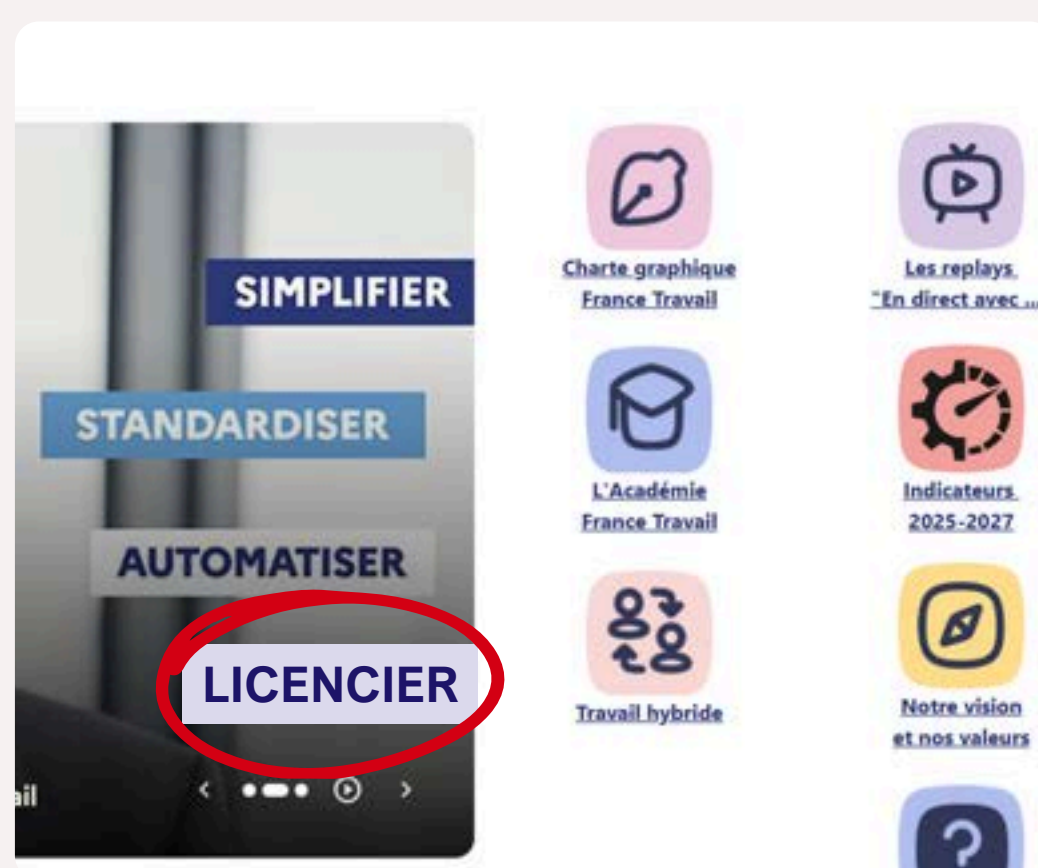 SIMPLIFIER
STANDARDISER
AUTOMATISER
LICENCIER
ail
Charte graphique
France Travail
L'Académie
France Travail
Travail hybride
Les replays
"En direct avec ...
Indicateurs
2025-2027
Notre vision
et nos valeurs
?